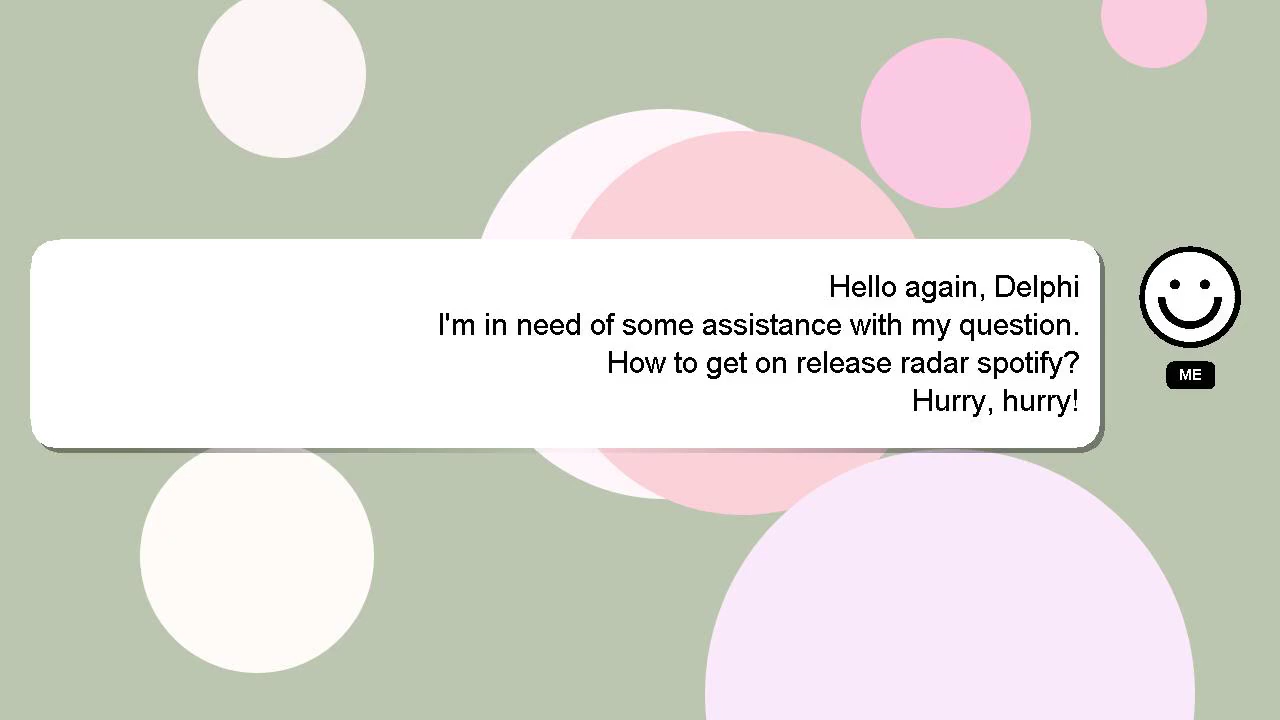 Hello again, Delphi
I'm in need of some assistance with my question.
How to get on release radar spotify?
Hurry, hurry!
ME